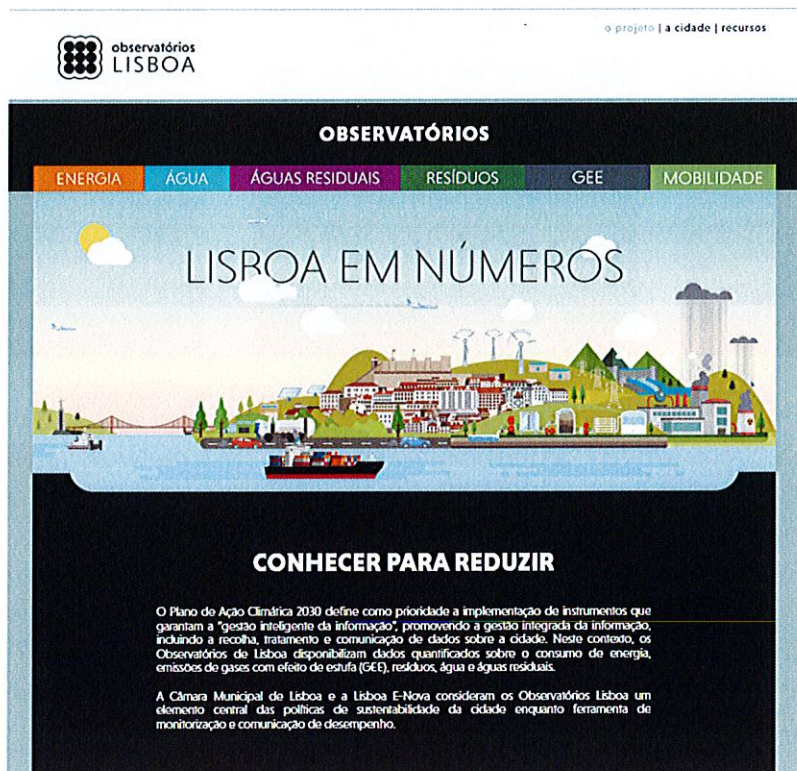 o projeto | a cidade | recursos
observatórios
LISBOA
OBSERVATÓRIOS
ENERGIA ÁGUA ÁGUAS RESIDUAIS RESÍDUOS GEE MOBILIDADE
LISBOA EM NÚMEROS
CONHECER PARA REDUZIR
O Plano de Ação Climática 2030 define como prioridade a implementação de instrumentos que
garantam a "gestão inteligente da informação", promovendo a gestão integrada da informação,
incluindo a recolha, tratamento e comunicação de dados sobre a cidade. Neste contexto, os
Observatórios de Lisboa disponibilizam dados quantificados sobre o consumo de energia,
emissões de gases com efeito de estufa (GEE), resíduos, água e águas residuais.
A Câmara Municipal de Lisboa e a Lisboa E-Nova consideram os Observatórios Lisboa um
elemento central das políticas de sustentabilidade da cidade enquanto ferramenta de
monitorização e comunicação de desempenho.